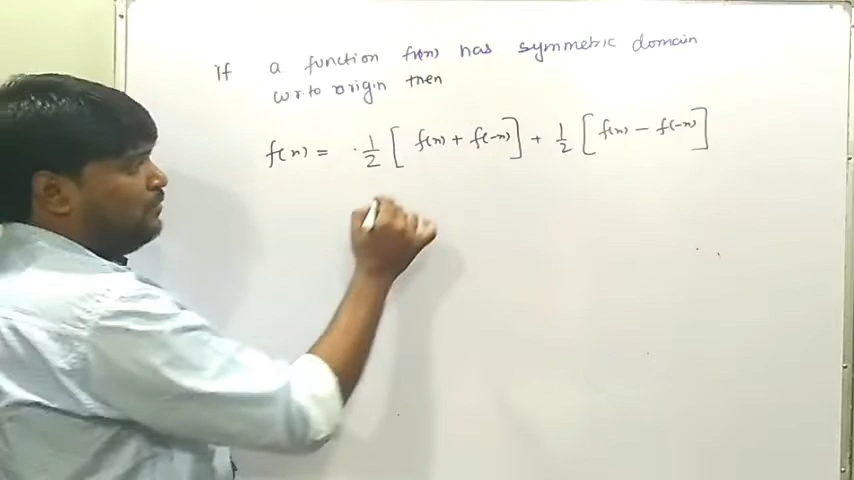 If a function f(x) has symmetric domain
w.r.to origin then
f(x) = 1/2 [ f(x) + f(-x) ] + 1/2 [ f(x) - f(-x) ]